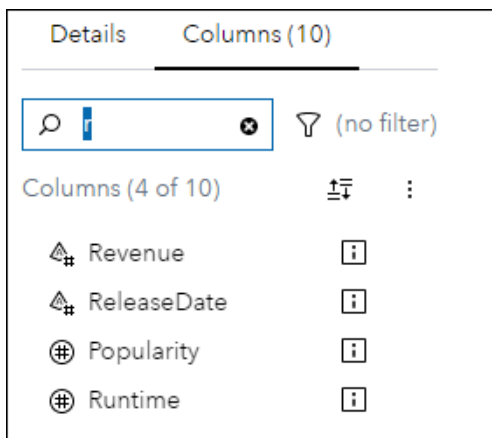 Details Columns (10)
r (no filter)
Columns (4 of 10)
Revenue
ReleaseDate
Popularity
Runtime